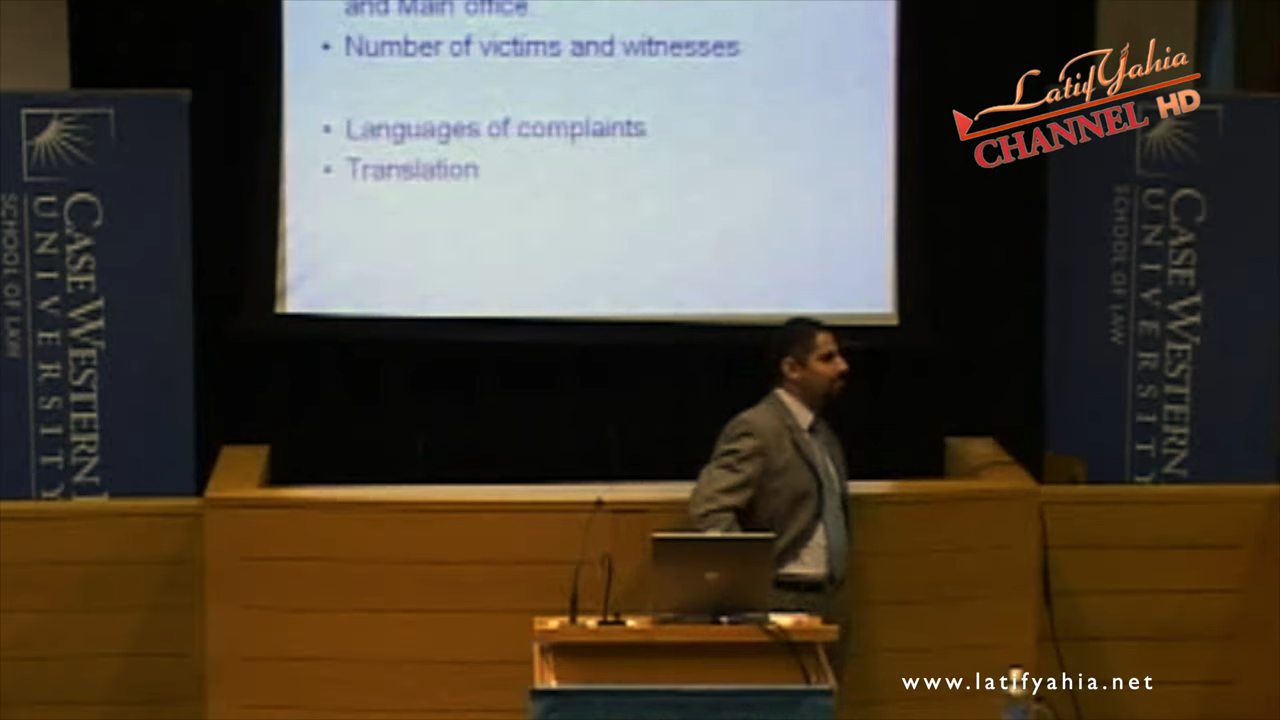 and Main office.
• Number of victims and witnesses
• Languages of complaints
• Translation
Latif Yahia
CHANNEL HD
CASE WESTERN
UNIVERSITY
SCHOOL OF LAW
CASE WESTERN
UNIVERSITY
SCHOOL OF LAW
www.latifyahia.net